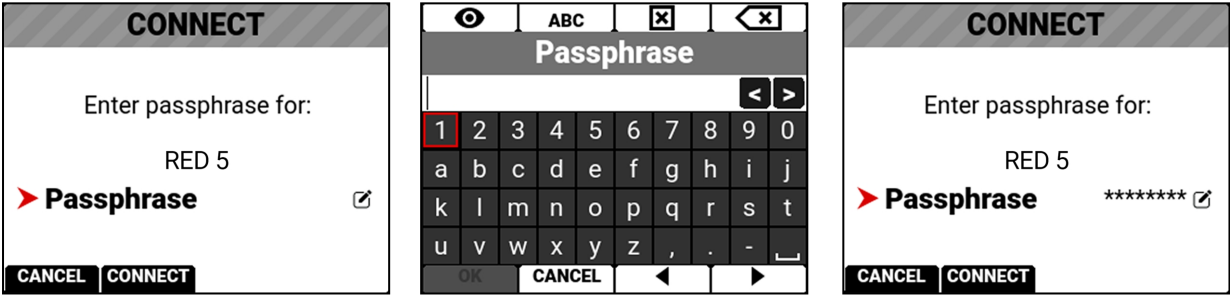 CONNECT
Enter passphrase for:
RED 5
Passphrase
CANCEL CONNECT
ABC
Passphrase
< >
1 2 3 4 5 6 7 8 9 0
a b c d e f g h i j
k l m n o p q r s t
u v w x y z , . -
OK CANCEL
CONNECT
Enter passphrase for:
RED 5
Passphrase ********
CANCEL CONNECT